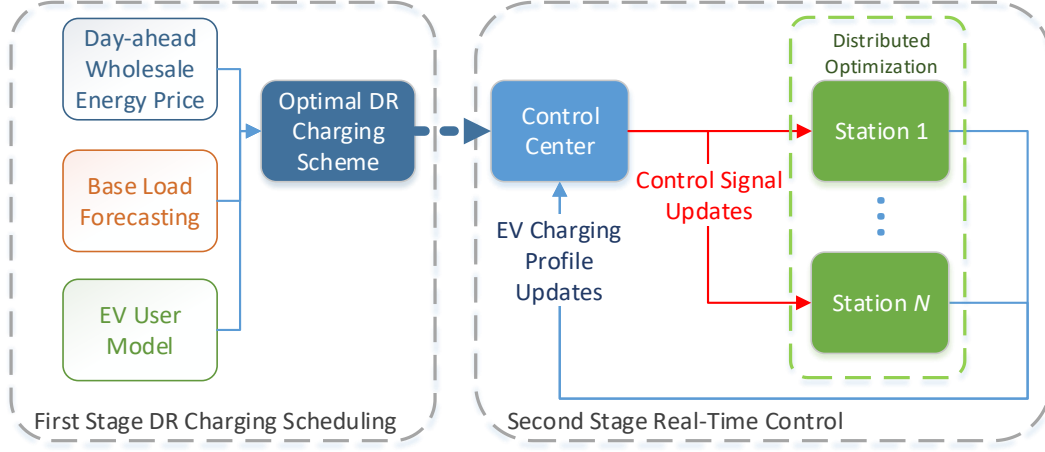 Day-ahead
Wholesale
Energy Price
Base Load
Forecasting
EV User
Model
Optimal DR
Charging
Scheme
First Stage DR Charging Scheduling
Control
Center
Control Signal
Updates
EV Charging
Profile
Updates
Distributed
Optimization
Station 1
Station N
Second Stage Real-Time Control